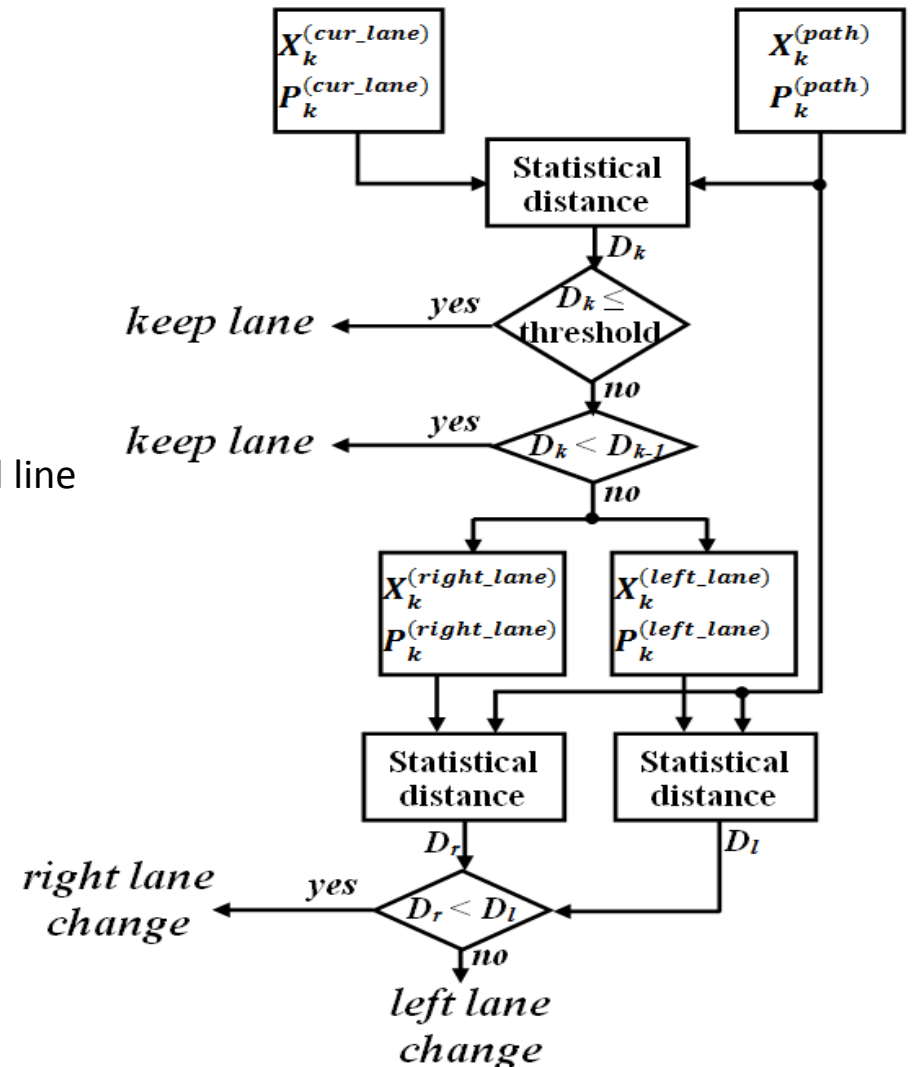 X_k^(cur_lane)
P_k^(cur_lane)
X_k^(path)
P_k^(path)
Statistical
distance
D_k
D_k ≤
threshold
yes
keep lane
no
D_k < D_k-1
yes
keep lane
line
no
X_k^(right_lane)
P_k^(right_lane)
X_k^(left_lane)
P_k^(left_lane)
Statistical
distance
Statistical
distance
D_r
D_l
D_r < D_l
yes
right lane
change
no
left lane
change